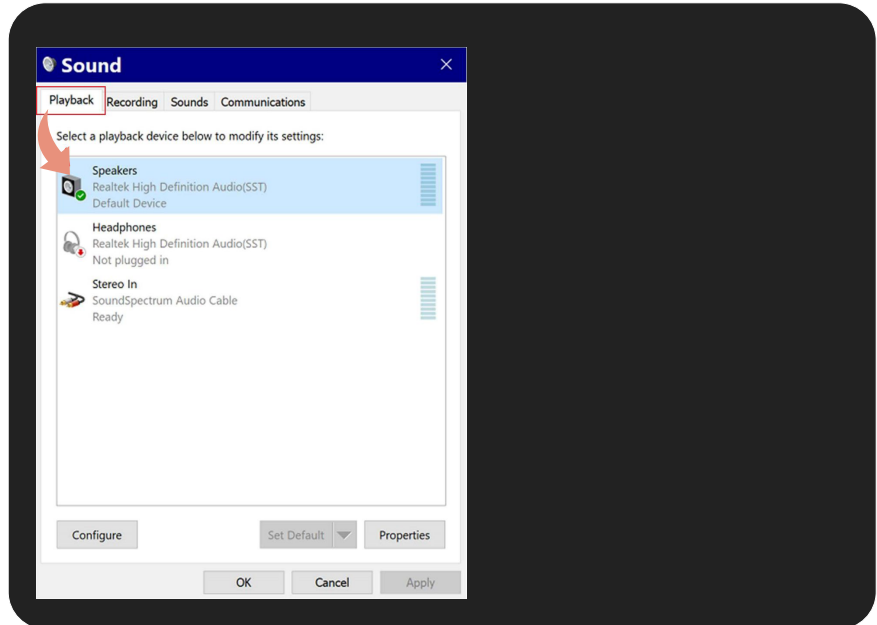 Sound
Playback Recording Sounds Communications
Select a playback device below to modify its settings:
Speakers
Realtek High Definition Audio(SST)
Default Device
Headphones
Realtek High Definition Audio(SST)
Not plugged in
Stereo In
SoundSpectrum Audio Cable
Ready
Configure Set Default Properties
OK Cancel Apply